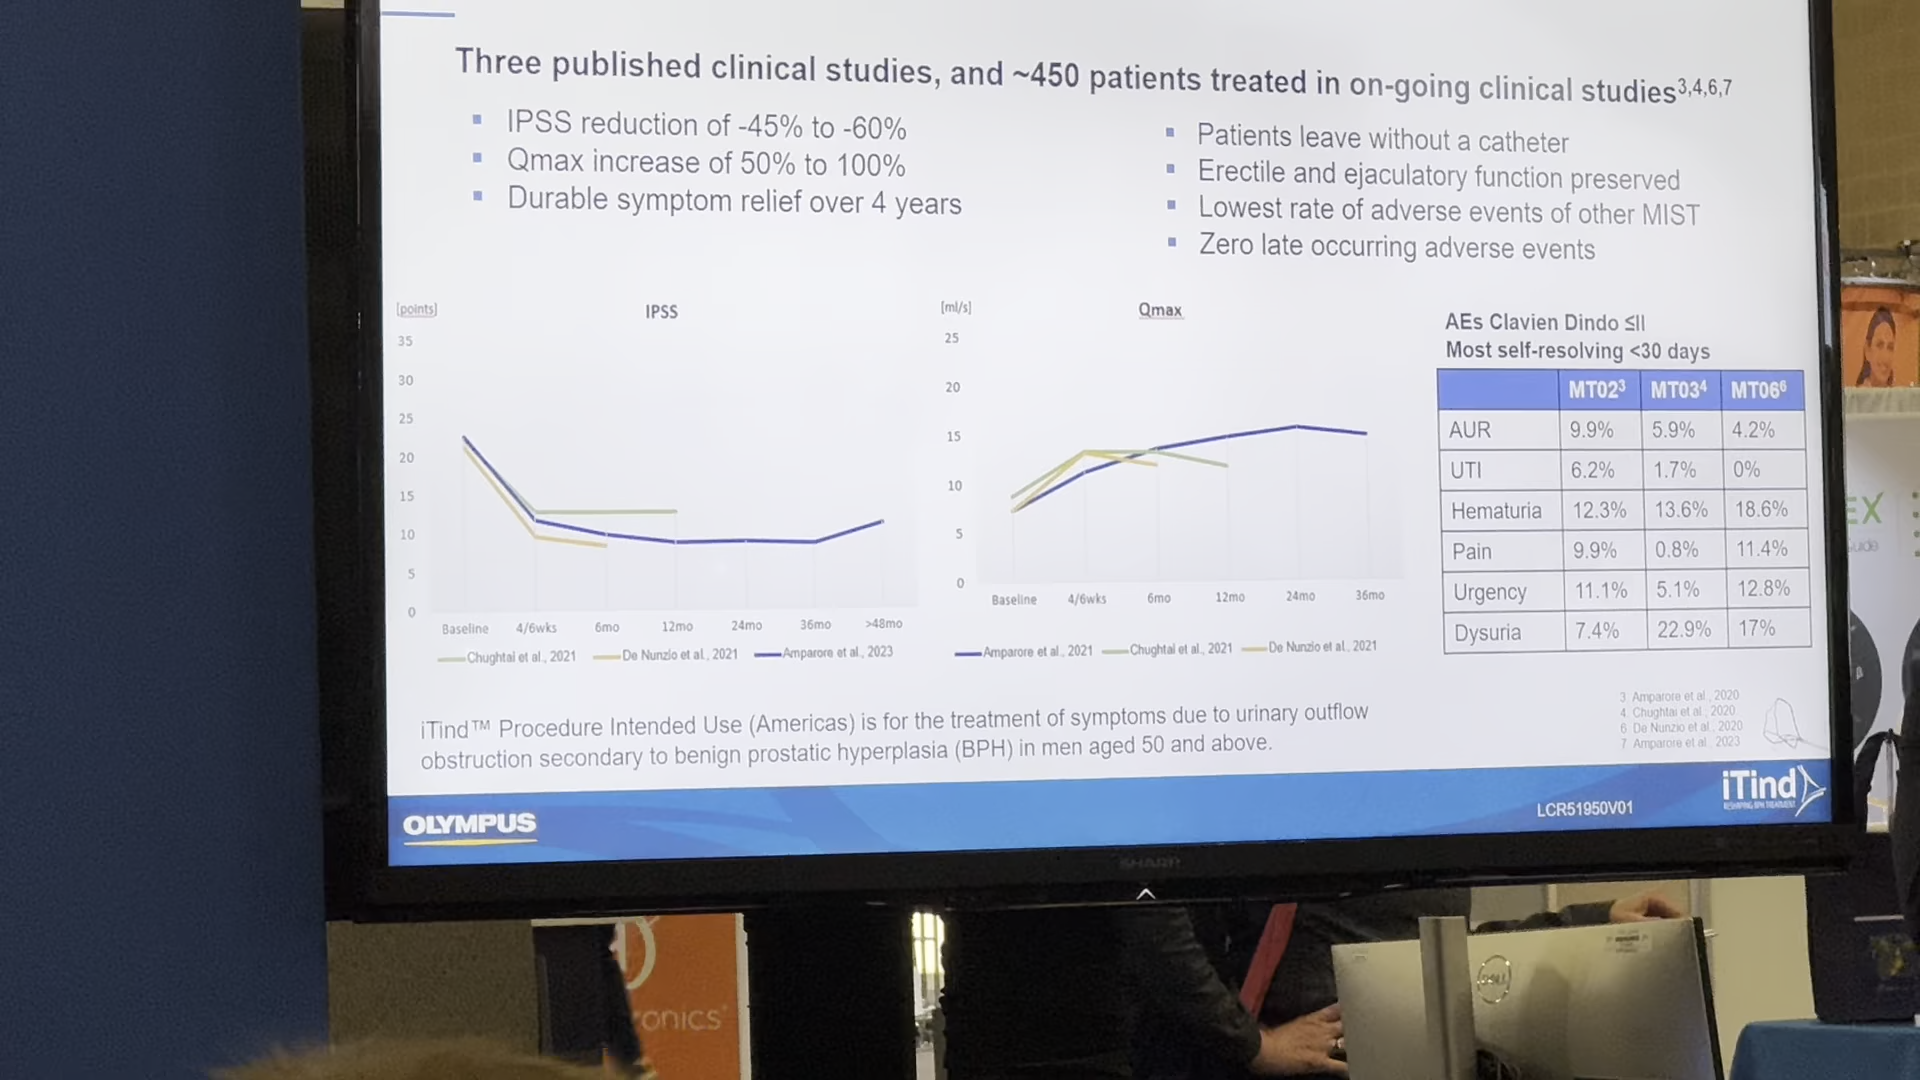 Three published clinical studies, and ~450 patients treated in on-going clinical studies3,4,6,7
IPSS reduction of -45% to -60%
Qmax increase of 50% to 100%
Durable symptom relief over 4 years
Patients leave without a catheter
Erectile and ejaculatory function preserved
Lowest rate of adverse events of other MIST
Zero late occurring adverse events
[points]
IPSS
35
30
25
20
15
10
5
0
Baseline 4/6wks 6mo 12mo 24mo 36mo >48mo
Chughtai et al., 2021 De Nunzio et al., 2021 Amparore et al., 2023
[ml/s]
Qmax
25
20
15
10
5
0
Baseline 4/6wks 6mo 12mo 24mo 36mo
Amparore et al., 2021 Chughtai et al., 2021 De Nunzio et al., 2021
AEs Clavien Dindo ≤II
Most self-resolving <30 days
MT02³ MT03⁴ MT06⁶
AUR 9.9% 5.9% 4.2%
UTI 6.2% 1.7% 0%
Hematuria 12.3% 13.6% 18.6%
Pain 9.9% 0.8% 11.4%
Urgency 11.1% 5.1% 12.8%
Dysuria 7.4% 22.9% 17%
3 Amparore et al., 2020
4 Chughtai et al., 2020
6 De Nunzio et al., 2020
7 Amparore et al., 2023
iTind™ Procedure Intended Use (Americas) is for the treatment of symptoms due to urinary outflow
obstruction secondary to benign prostatic hyperplasia (BPH) in men aged 50 and above.
OLYMPUS
LCR51950V01
iTind
RESHAPING BPH TREATMENT
SHARP
EX
onics
DELL